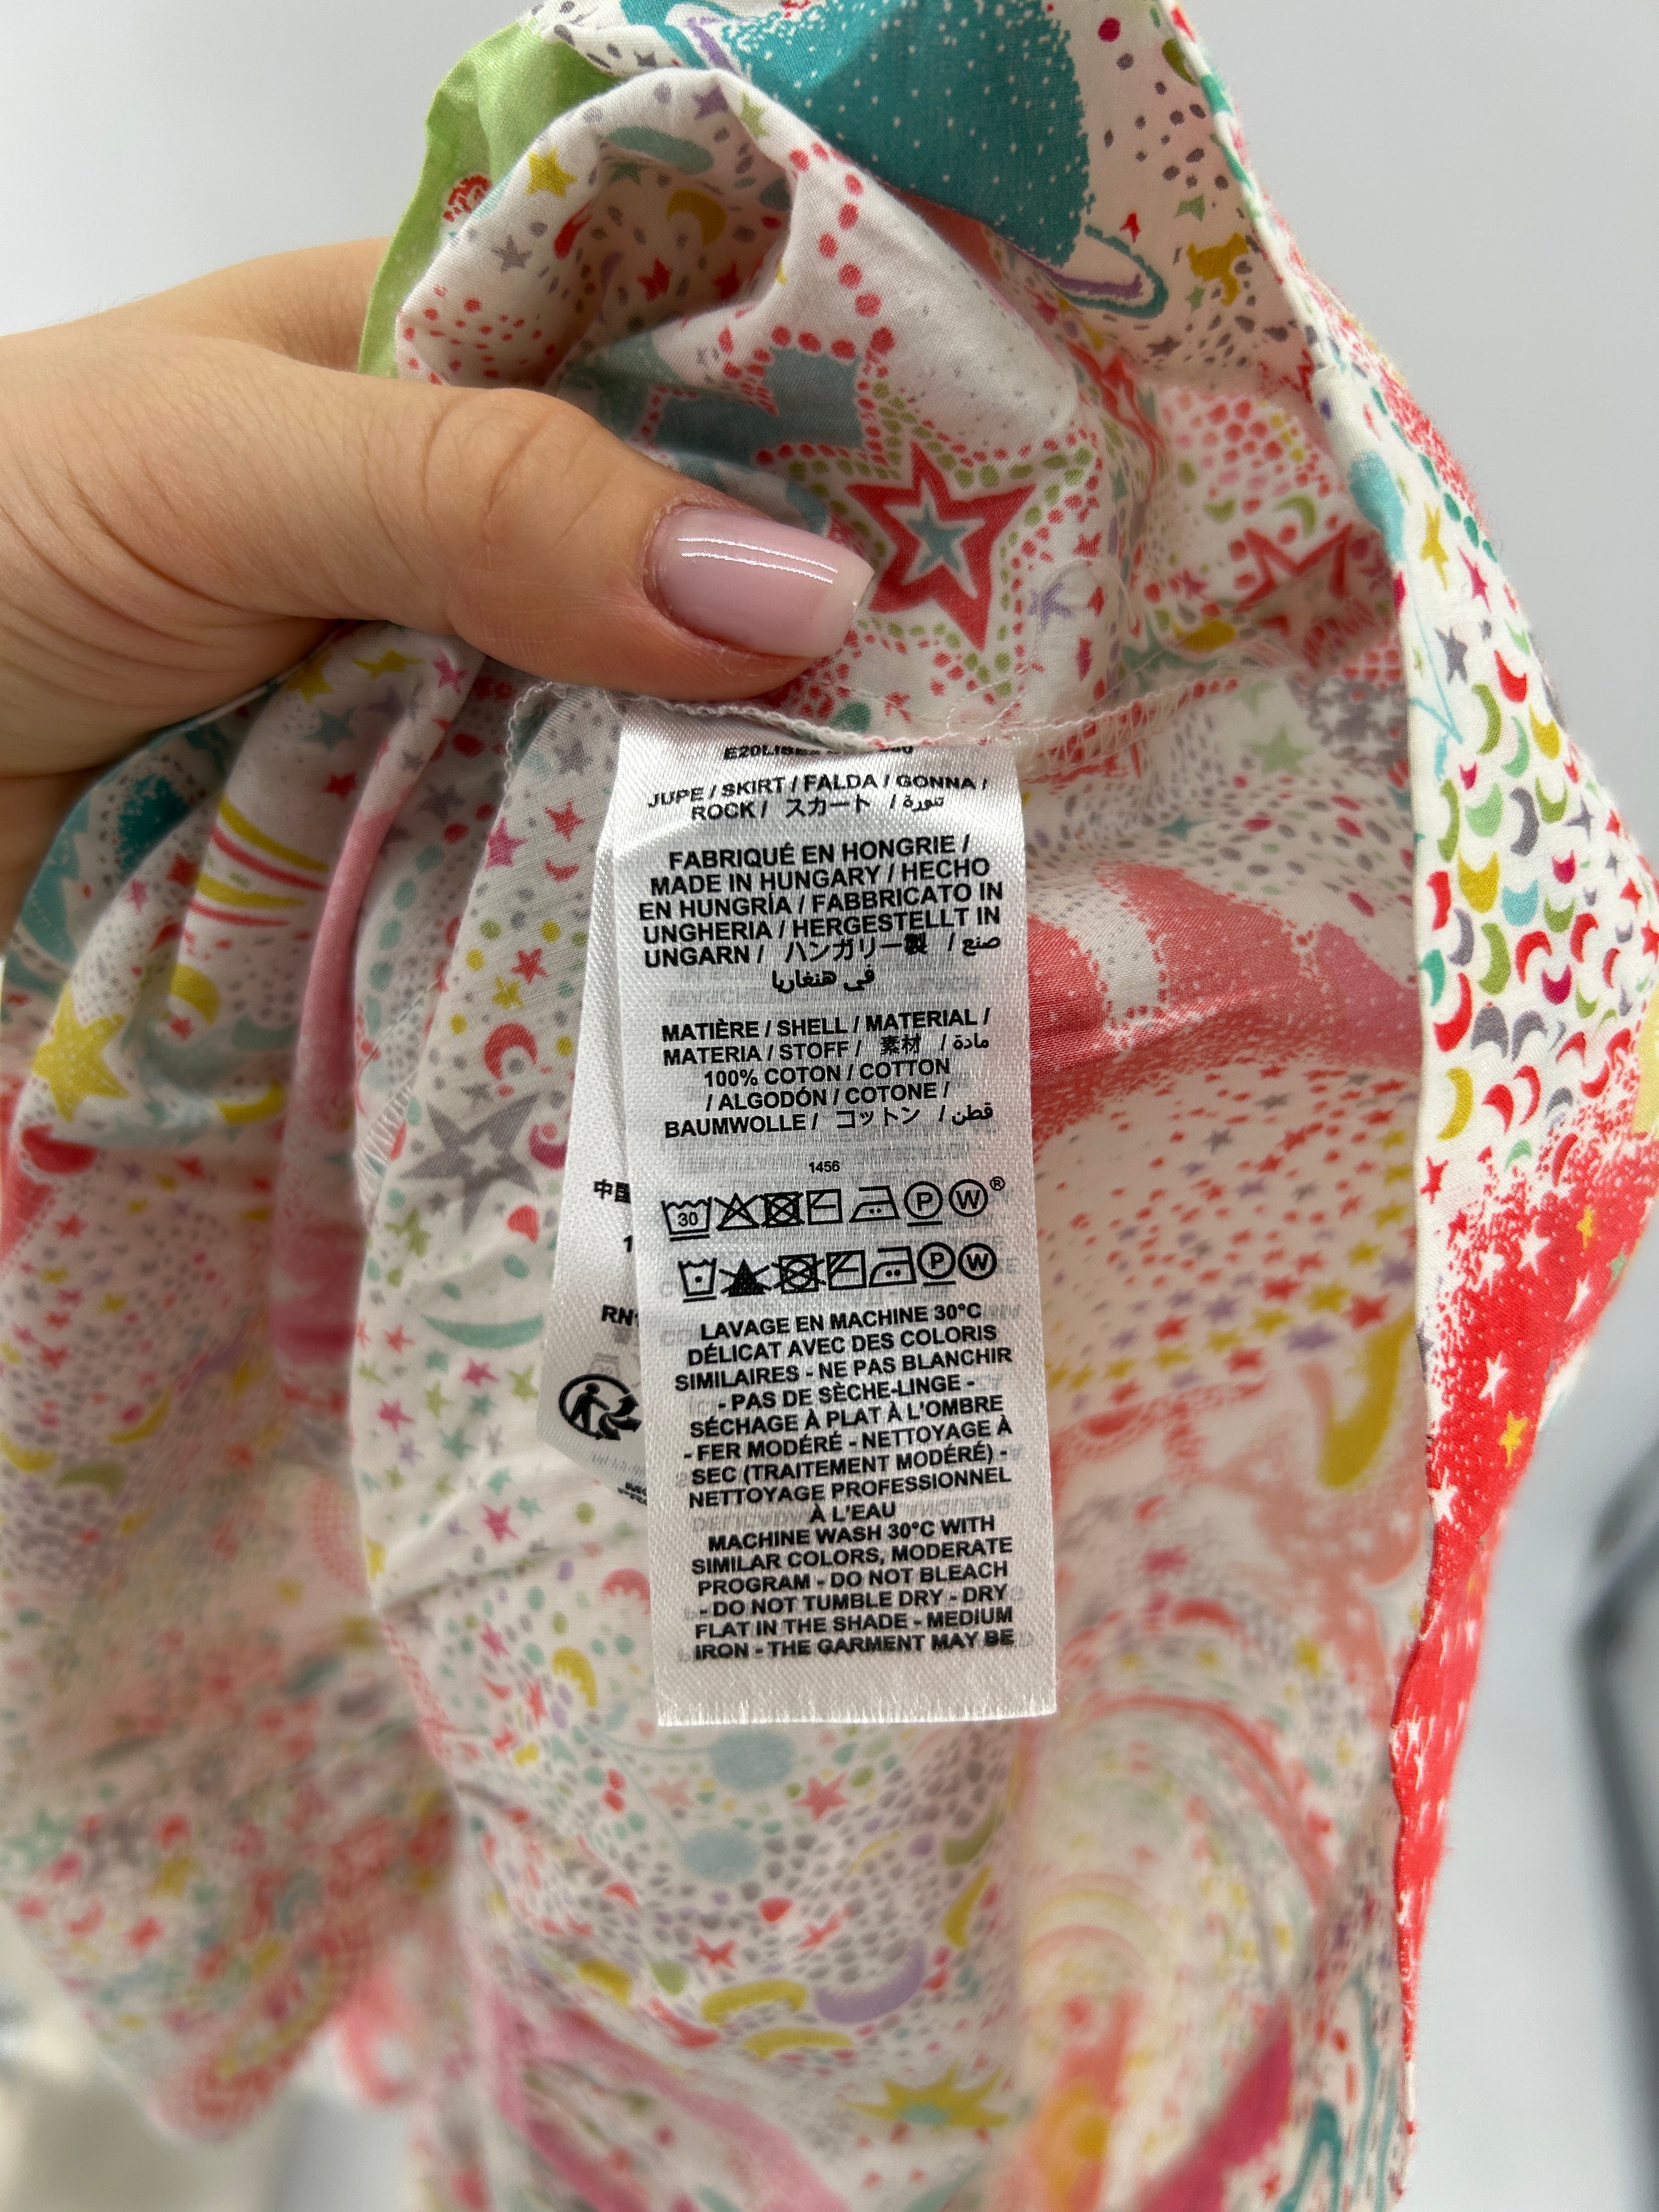 JUPE / SKIRT / FALDA / GONNA /
ROCK / スカート / تنورة
FABRIQUÉ EN HONGRIE /
MADE IN HUNGARY / HECHO
EN HUNGRÍA / FABBRICATO IN
UNGHERIA / HERGESTELLT IN
UNGARN / ハンガリー製 / صنع
في هنغاريا
MATIÈRE / SHELL / MATERIAL /
MATERIA / STOFF / 素材 / مادة
100% COTON / COTTON
/ ALGODÓN / COTONE /
BAUMWOLLE / コットン / قطن
1456
30 P W ®
P W
LAVAGE EN MACHINE 30°C
DÉLICAT AVEC DES COLORIS
SIMILAIRES - NE PAS BLANCHIR
- PAS DE SÈCHE-LINGE -
SÉCHAGE À PLAT À L'OMBRE
- FER MODÉRÉ - NETTOYAGE À
SEC (TRAITEMENT MODÉRÉ) -
NETTOYAGE PROFESSIONNEL
À L'EAU
MACHINE WASH 30°C WITH
SIMILAR COLORS, MODERATE
PROGRAM - DO NOT BLEACH
- DO NOT TUMBLE DRY - DRY
FLAT IN THE SHADE - MEDIUM
IRON - THE GARMENT MAY BE
中国
RN